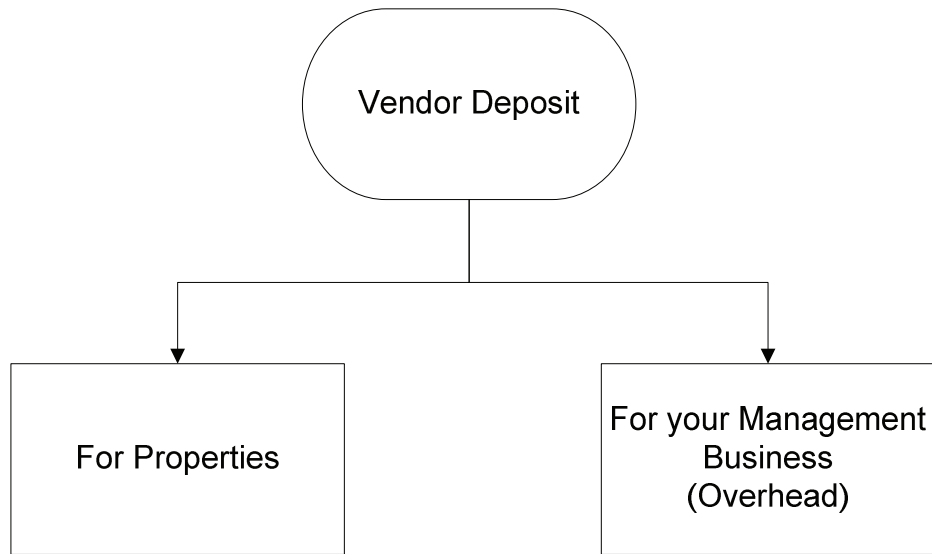 Vendor Deposit
For Properties
For your Management
Business
(Overhead)